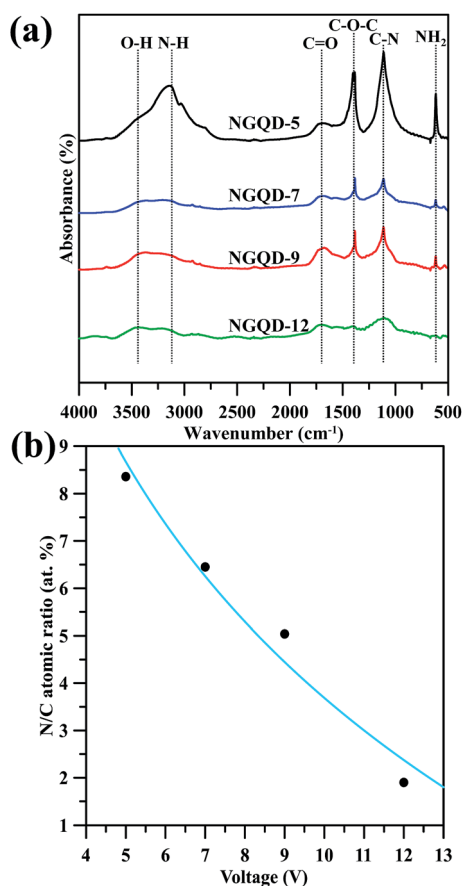 (a)
C-O-C
O-H N-H C=O C-N NH2
NGQD-5
NGQD-7
NGQD-9
NGQD-12
Absorbance (%)
4000 3500 3000 2500 2000 1500 1000 500
Wavenumber (cm-1)
(b)
9
8
7
6
5
4
3
2
1
N/C atomic ratio (at. %)
4 5 6 7 8 9 10 11 12 13
Voltage (V)